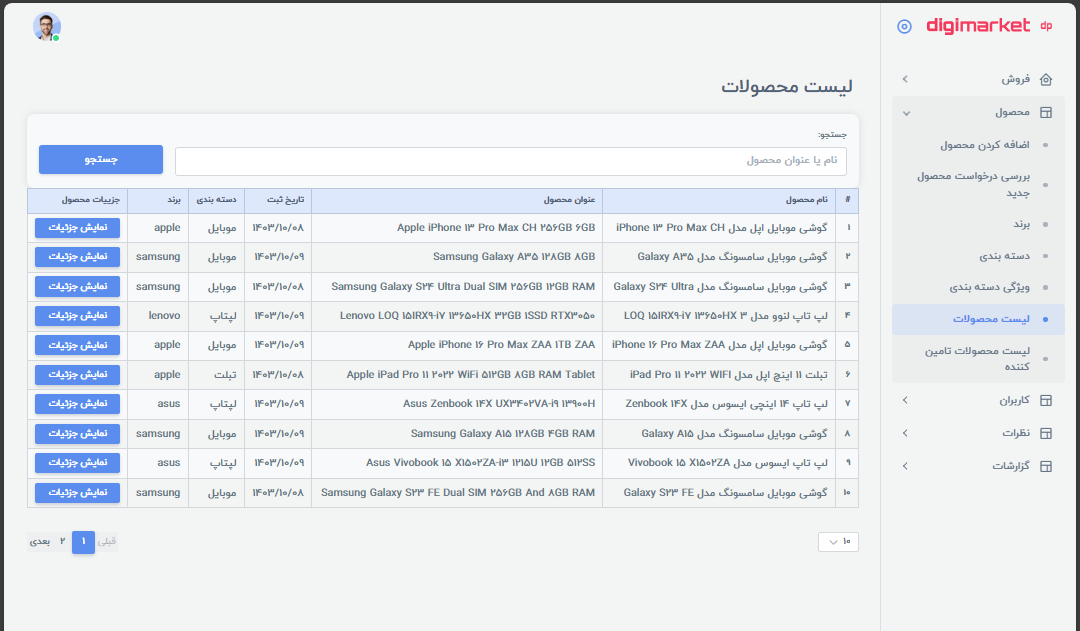 digimarket dp
فروش
محصول
اضافه کردن محصول
بررسی درخواست محصول
جدید
برند
دسته بندی
ویژگی دسته بندی
لیست محصولات
لیست محصولات تامین
کننده
کاربران
نظرات
گزارشات
لیست محصولات
جستجو:
نام یا عنوان محصول
جستجو
# نام محصول عنوان محصول تاریخ ثبت دسته بندی برند جزییات محصول
۱ گوشی موبایل اپل مدل iPhone ۱۳ Pro Max CH Apple iPhone ۱۳ Pro Max CH ۲۵۶GB ۶GB ۱۴۰۳/۱۰/۰۸ موبایل apple نمایش جزئیات
۲ گوشی موبایل سامسونگ مدل Galaxy A۳۵ Samsung Galaxy A۳۵ ۱۲۸GB ۸GB ۱۴۰۳/۱۰/۰۹ موبایل samsung نمایش جزئیات
۳ گوشی موبایل سامسونگ مدل Galaxy S۲۴ Ultra Samsung Galaxy S۲۴ Ultra Dual SIM ۲۵۶GB ۱۲GB RAM ۱۴۰۳/۱۰/۰۸ موبایل samsung نمایش جزئیات
۴ لپ تاپ لنوو مدل LOQ ۱۵IRX۹-i۷ ۱۳۶۵۰HX ۳ Lenovo LOQ ۱۵IRX۹-i۷ ۱۳۶۵۰HX ۳۲GB ۱SSD RTX۳۰۵۰ ۱۴۰۳/۱۰/۰۹ لپتاپ lenovo نمایش جزئیات
۵ گوشی موبایل اپل مدل iPhone ۱۶ Pro Max ZAA Apple iPhone ۱۶ Pro Max ZAA ۱TB ZAA ۱۴۰۳/۱۰/۰۹ موبایل apple نمایش جزئیات
۶ تبلت ۱۱ اینچ اپل مدل iPad Pro ۱۱ ۲۰۲۲ WIFI Apple iPad Pro ۱۱ ۲۰۲۲ WiFi ۵۱۲GB ۸GB RAM Tablet ۱۴۰۳/۱۰/۰۸ تبلت apple نمایش جزئیات
۷ لپ تاپ ۱۴ اینچی ایسوس مدل Zenbook ۱۴X Asus Zenbook ۱۴X UX۳۴۰۲VA-i۹ ۱۳۹۰۰H ۱۴۰۳/۱۰/۰۹ لپتاپ asus نمایش جزئیات
۸ گوشی موبایل سامسونگ مدل Galaxy A۱۵ Samsung Galaxy A۱۵ ۱۲۸GB ۴GB RAM ۱۴۰۳/۱۰/۰۹ موبایل samsung نمایش جزئیات
۹ لپ تاپ ایسوس مدل Vivobook ۱۵ X۱۵۰۲ZA Asus Vivobook ۱۵ X۱۵۰۲ZA-i۳ ۱۲۱۵U ۱۲GB ۵۱۲SS ۱۴۰۳/۱۰/۰۹ لپتاپ asus نمایش جزئیات
۱۰ گوشی موبایل سامسونگ مدل Galaxy S۲۳ FE Samsung Galaxy S۲۳ FE Dual SIM ۲۵۶GB And ۸GB RAM ۱۴۰۳/۱۰/۰۸ موبایل samsung نمایش جزئیات
۱۰
قبلی ۱ ۲ بعدی